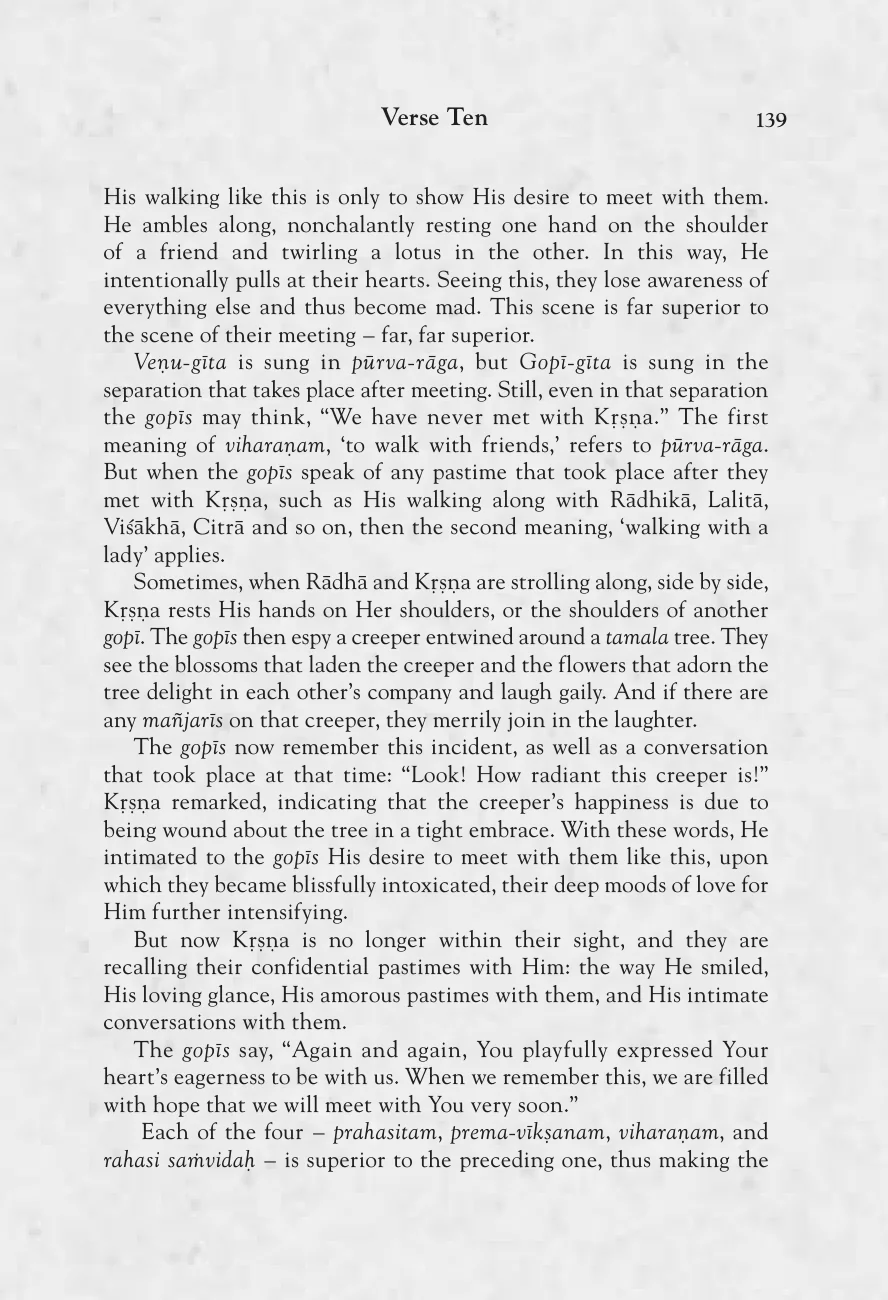 Verse Ten
139
His walking like this is only to show His desire to meet with them.
He ambles along, nonchalantly resting one hand on the shoulder
of a friend and twirling a lotus in the other. In this way, He
intentionally pulls at their hearts. Seeing this, they lose awareness of
everything else and thus become mad. This scene is far superior to
the scene of their meeting – far, far superior.
Veṇu-gīta is sung in pūrva-rāga, but Gopī-gīta is sung in the
separation that takes place after meeting. Still, even in that separation
the gopīs may think, “We have never met with Kṛṣṇa.” The first
meaning of viharaṇam, ‘to walk with friends,’ refers to pūrva-rāga.
But when the gopīs speak of any pastime that took place after they
met with Kṛṣṇa, such as His walking along with Rādhikā, Lalitā,
Viśākhā, Citrā and so on, then the second meaning, ‘walking with a
lady’ applies.
Sometimes, when Rādhā and Kṛṣṇa are strolling along, side by side,
Kṛṣṇa rests His hands on Her shoulders, or the shoulders of another
gopī. The gopīs then espy a creeper entwined around a tamala tree. They
see the blossoms that laden the creeper and the flowers that adorn the
tree delight in each other’s company and laugh gaily. And if there are
any mañjarīs on that creeper, they merrily join in the laughter.
The gopīs now remember this incident, as well as a conversation
that took place at that time: “Look! How radiant this creeper is!”
Kṛṣṇa remarked, indicating that the creeper’s happiness is due to
being wound about the tree in a tight embrace. With these words, He
intimated to the gopīs His desire to meet with them like this, upon
which they became blissfully intoxicated, their deep moods of love for
Him further intensifying.
But now Kṛṣṇa is no longer within their sight, and they are
recalling their confidential pastimes with Him: the way He smiled,
His loving glance, His amorous pastimes with them, and His intimate
conversations with them.
The gopīs say, “Again and again, You playfully expressed Your
heart’s eagerness to be with us. When we remember this, we are filled
with hope that we will meet with You very soon.”
Each of the four – prahasitam, prema-vīkṣanam, viharaṇam, and
rahasi saṁvidaḥ – is superior to the preceding one, thus making the